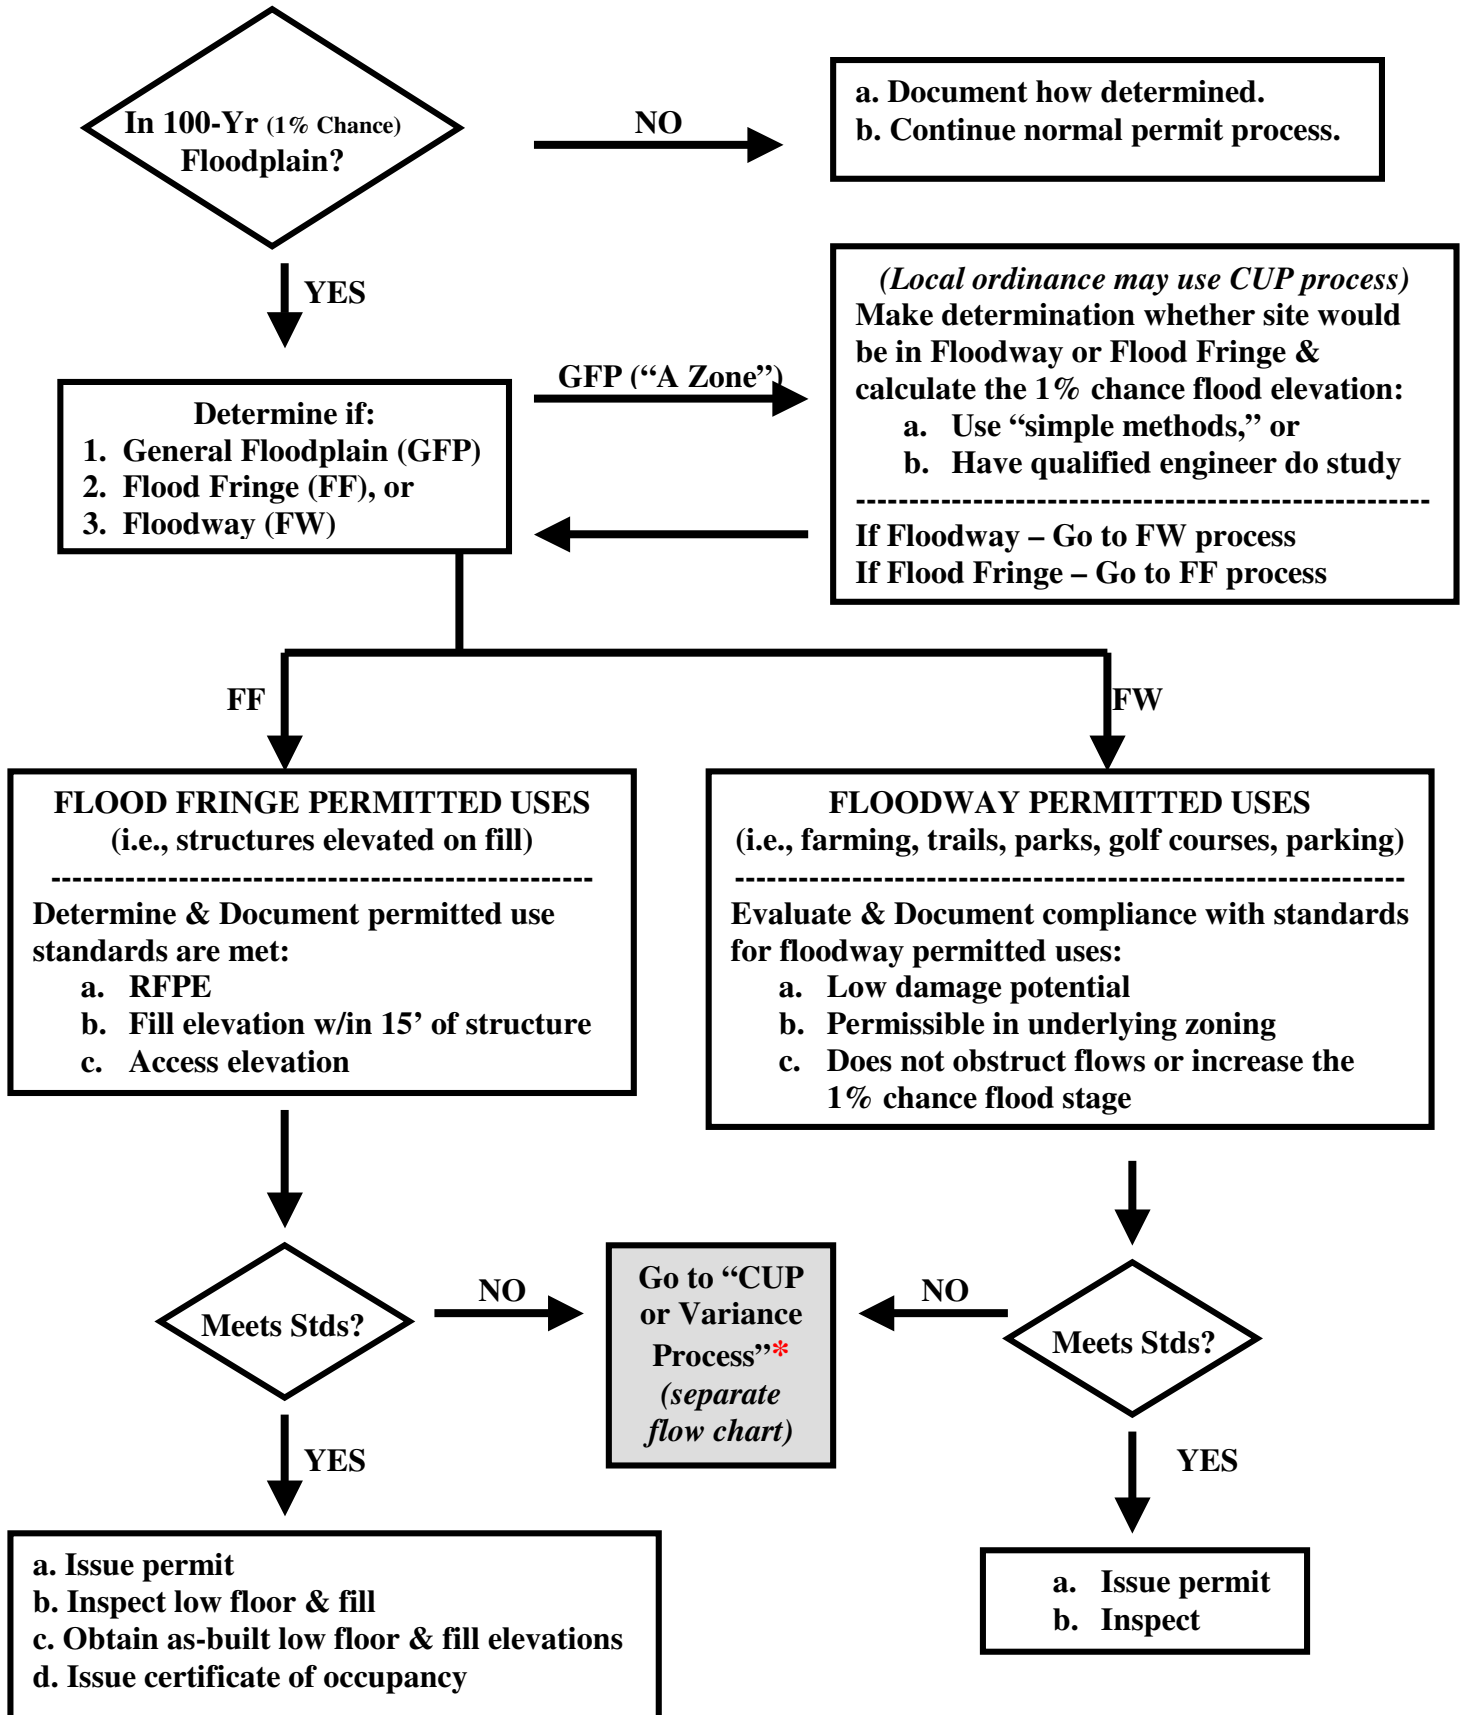 In 100-Yr (1% Chance)
Floodplain?
NO
a. Document how determined.
b. Continue normal permit process.
YES
(Local ordinance may use CUP process)
Make determination whether site would
be in Floodway or Flood Fringe &
calculate the 1% chance flood elevation:
a. Use “simple methods,” or
b. Have qualified engineer do study
-----------------------------------------------------
If Floodway – Go to FW process
If Flood Fringe – Go to FF process
GFP (“A Zone”)
Determine if:
1. General Floodplain (GFP)
2. Flood Fringe (FF), or
3. Floodway (FW)
FF
FW
FLOOD FRINGE PERMITTED USES
(i.e., structures elevated on fill)
--------------------------------------------------
Determine & Document permitted use
standards are met:
a. RFPE
b. Fill elevation w/in 15’ of structure
c. Access elevation
FLOODWAY PERMITTED USES
(i.e., farming, trails, parks, golf courses, parking)
--------------------------------------------------------------
Evaluate & Document compliance with standards
for floodway permitted uses:
a. Low damage potential
b. Permissible in underlying zoning
c. Does not obstruct flows or increase the
1% chance flood stage
Meets Stds?
NO
Go to “CUP
or Variance
Process”*
(separate
flow chart)
NO
Meets Stds?
YES
YES
a. Issue permit
b. Inspect low floor & fill
c. Obtain as-built low floor & fill elevations
d. Issue certificate of occupancy
a. Issue permit
b. Inspect